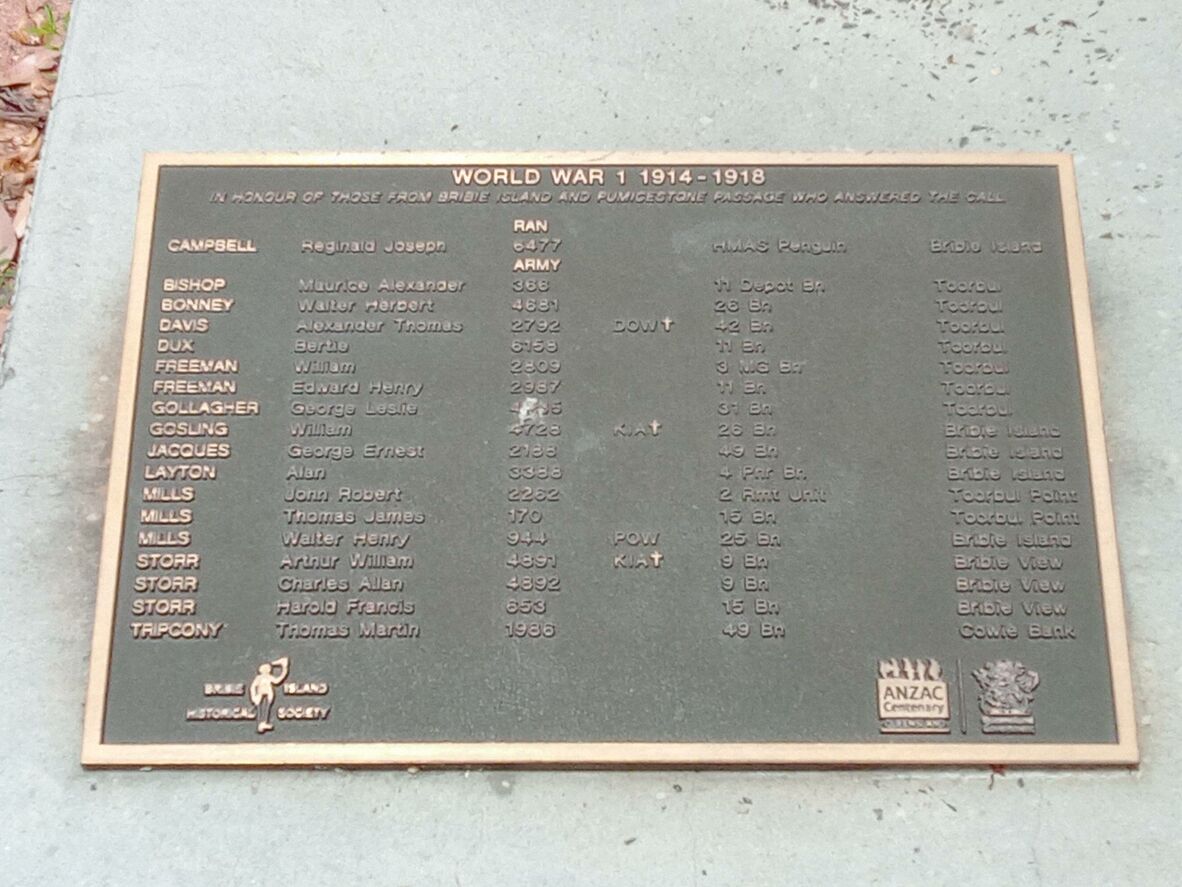 WORLD WAR 1 1914-1918
IN HONOUR OF THOSE FROM BRIBIE ISLAND AND PUMICESTONE PASSAGE WHO ANSWERED THE CALL
RAN
CAMPBELL Reginald Joseph 6477 HMAS Penguin Bribie Island
ARMY
BISHOP Maurice Alexander 366 11 Depot Bn Toorbul
BONNEY Walter Herbert 4681 26 Bn Toorbul
DAVIS Alexander Thomas 2792 DOW✝ 42 Bn Toorbul
DUX Bertie 6158 11 Bn Toorbul
FREEMAN William 2809 3 MG Bn Toorbul
FREEMAN Edward Henry 2987 11 Bn Toorbul
GOLLAGHER George Leslie 31 Bn Toorbul
GOSLING William 4728 KIA✝ 26 Bn Bribie Island
JACQUES George Ernest 2188 49 Bn Bribie Island
LAYTON Alan 3388 4 Pnr Bn Bribie Island
MILLS John Robert 2262 2 Rmt Unit Toorbul Point
MILLS Thomas James 170 15 Bn Toorbul Point
MILLS Walter Henry 944 POW 25 Bn Bribie Island
STORR Arthur William 4891 KIA✝ 9 Bn Bribie View
STORR Charles Allan 4892 9 Bn Bribie View
STORR Harold Francis 653 15 Bn Bribie View
TRIPCONY Thomas Martin 1986 49 Bn Cowie Bank
BRIBIE ISLAND
HISTORICAL SOCIETY
ANZAC
Centenary